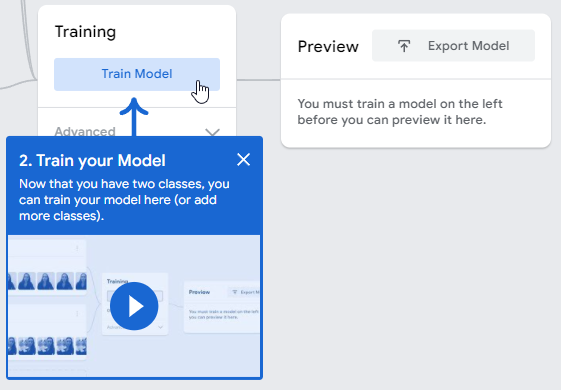 Training
Train Model
Advanced
Preview
Export Model
You must train a model on the left
before you can preview it here.
2. Train your Model
Now that you have two classes, you
can train your model here (or add
more classes).
Training
Preview
Export M
You must train a model on the left
you can preview it here.